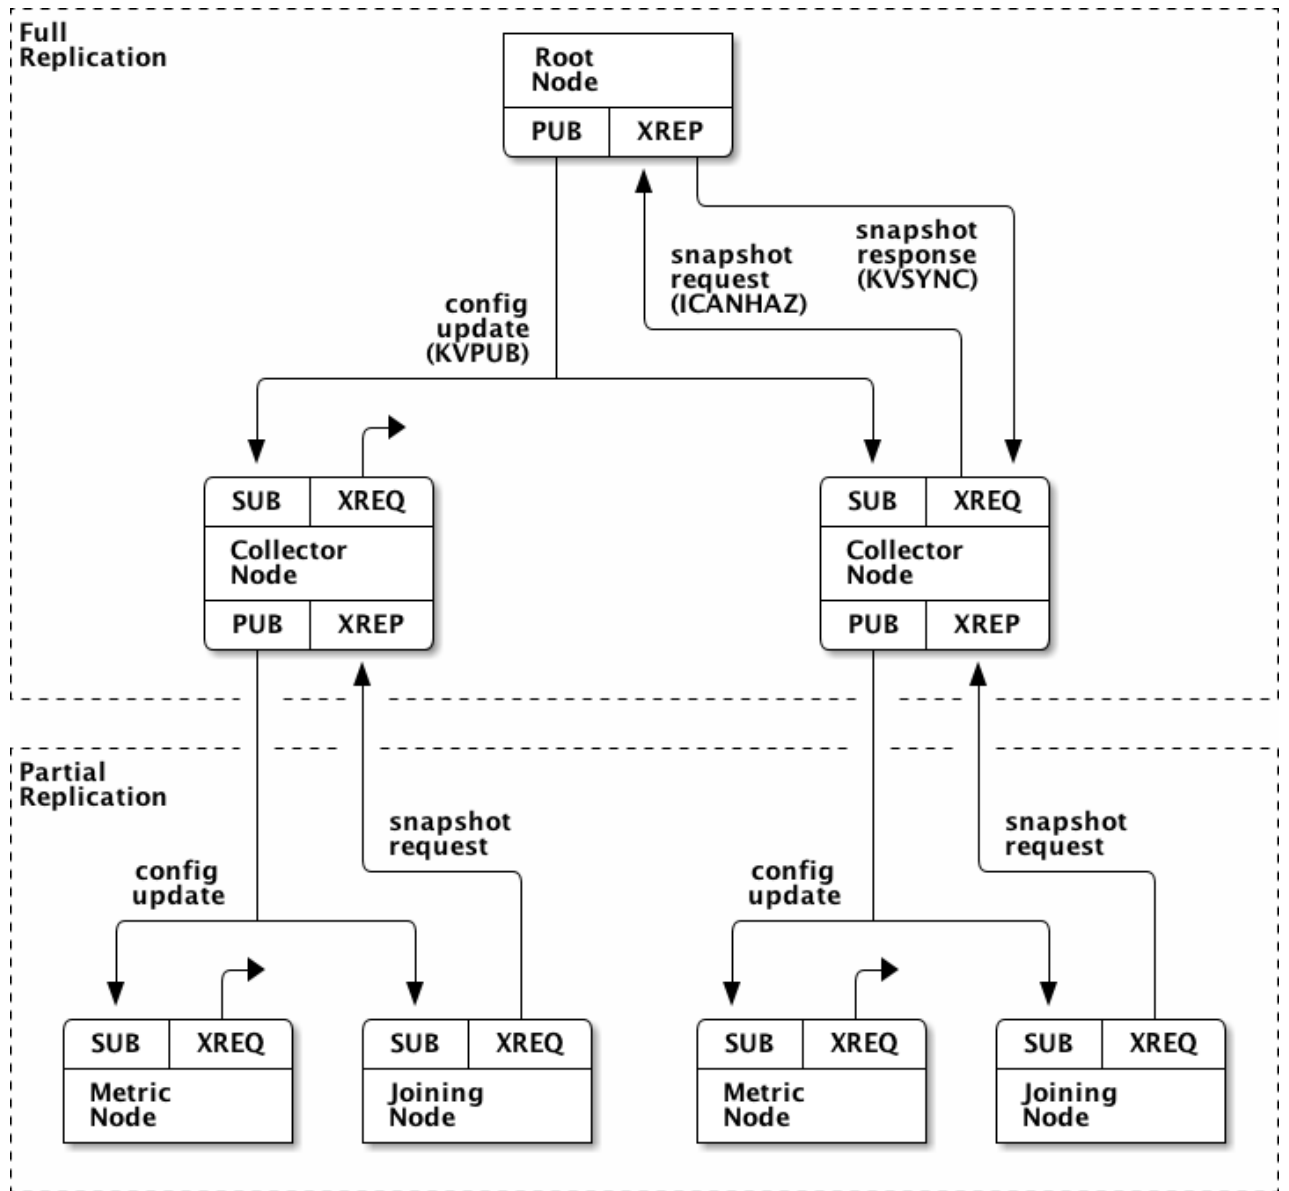 Full
Replication
Root
Node
PUB XREP
snapshot
response
(KVSYNC)
snapshot
request
(ICANHAZ)
config
update
(KVPUB)
SUB XREQ
Collector
Node
PUB XREP
SUB XREQ
Collector
Node
PUB XREP
Partial
Replication
snapshot
request
config
update
snapshot
request
config
update
SUB XREQ
Metric
Node
SUB XREQ
Joining
Node
SUB XREQ
Metric
Node
SUB XREQ
Joining
Node